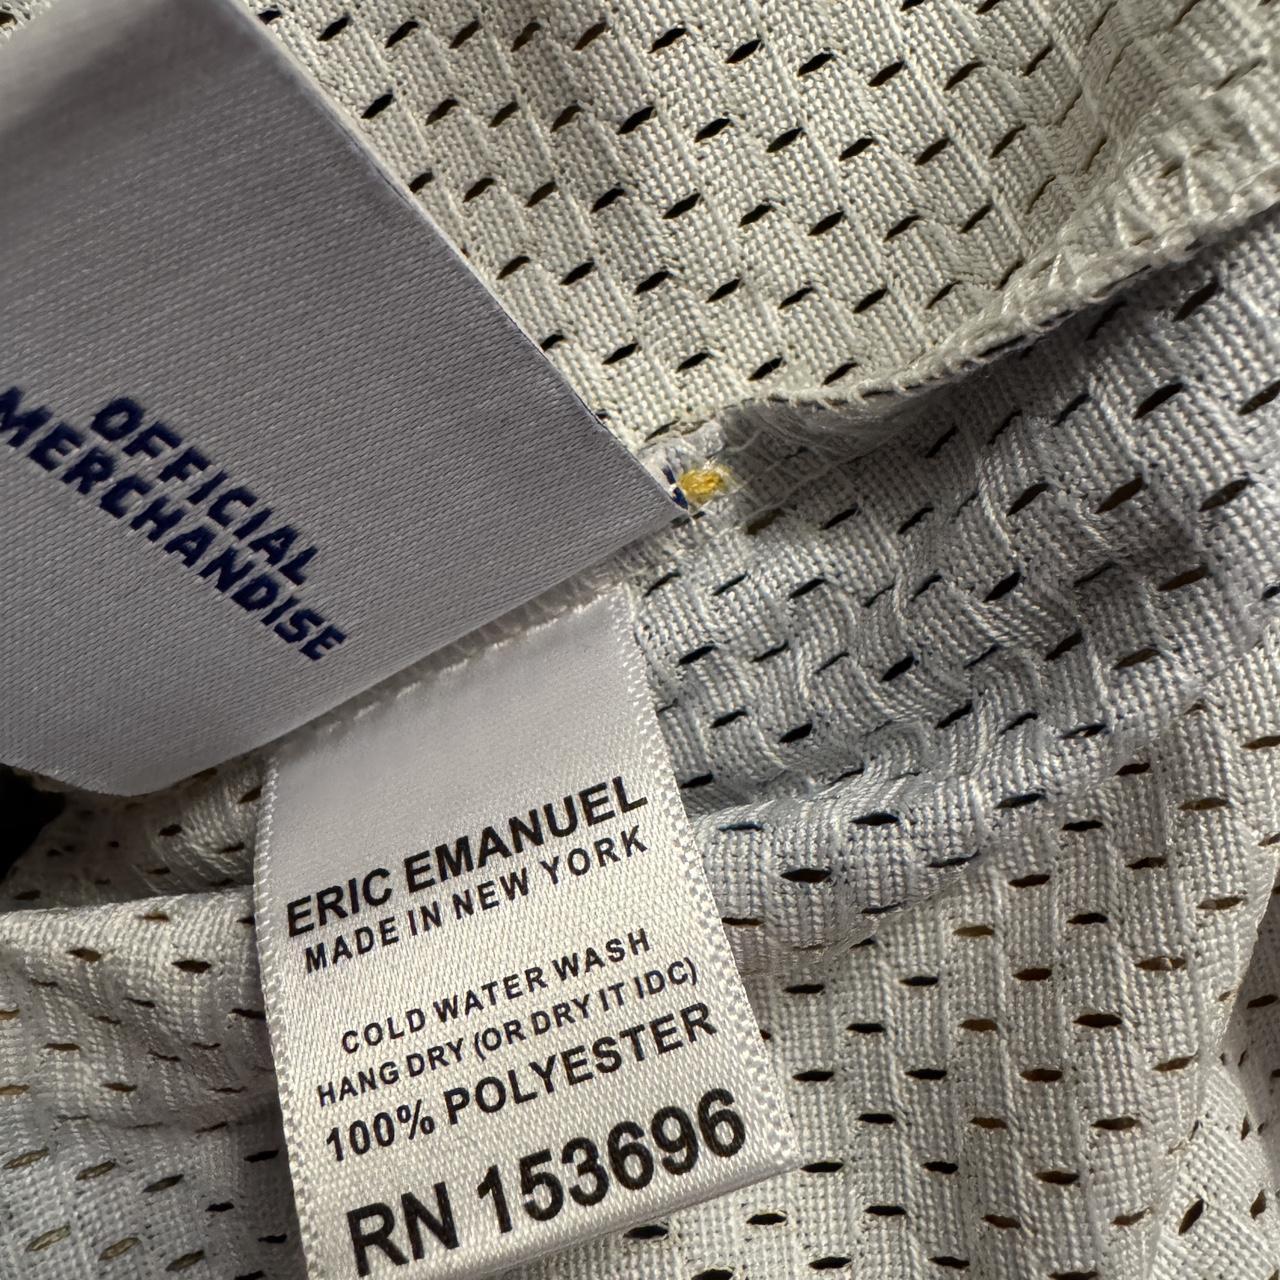 OFFICIAL
MERCHANDISE
ERIC EMANUEL
MADE IN NEW YORK
COLD WATER WASH
HANG DRY (OR DRY IT IDC)
100% POLYESTER
RN 153696